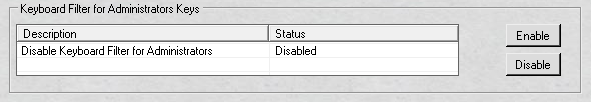 Keyboard Filter for Administrators Keys
Description Status
Disable Keyboard Filter for Administrators Disabled
Enable
Disable